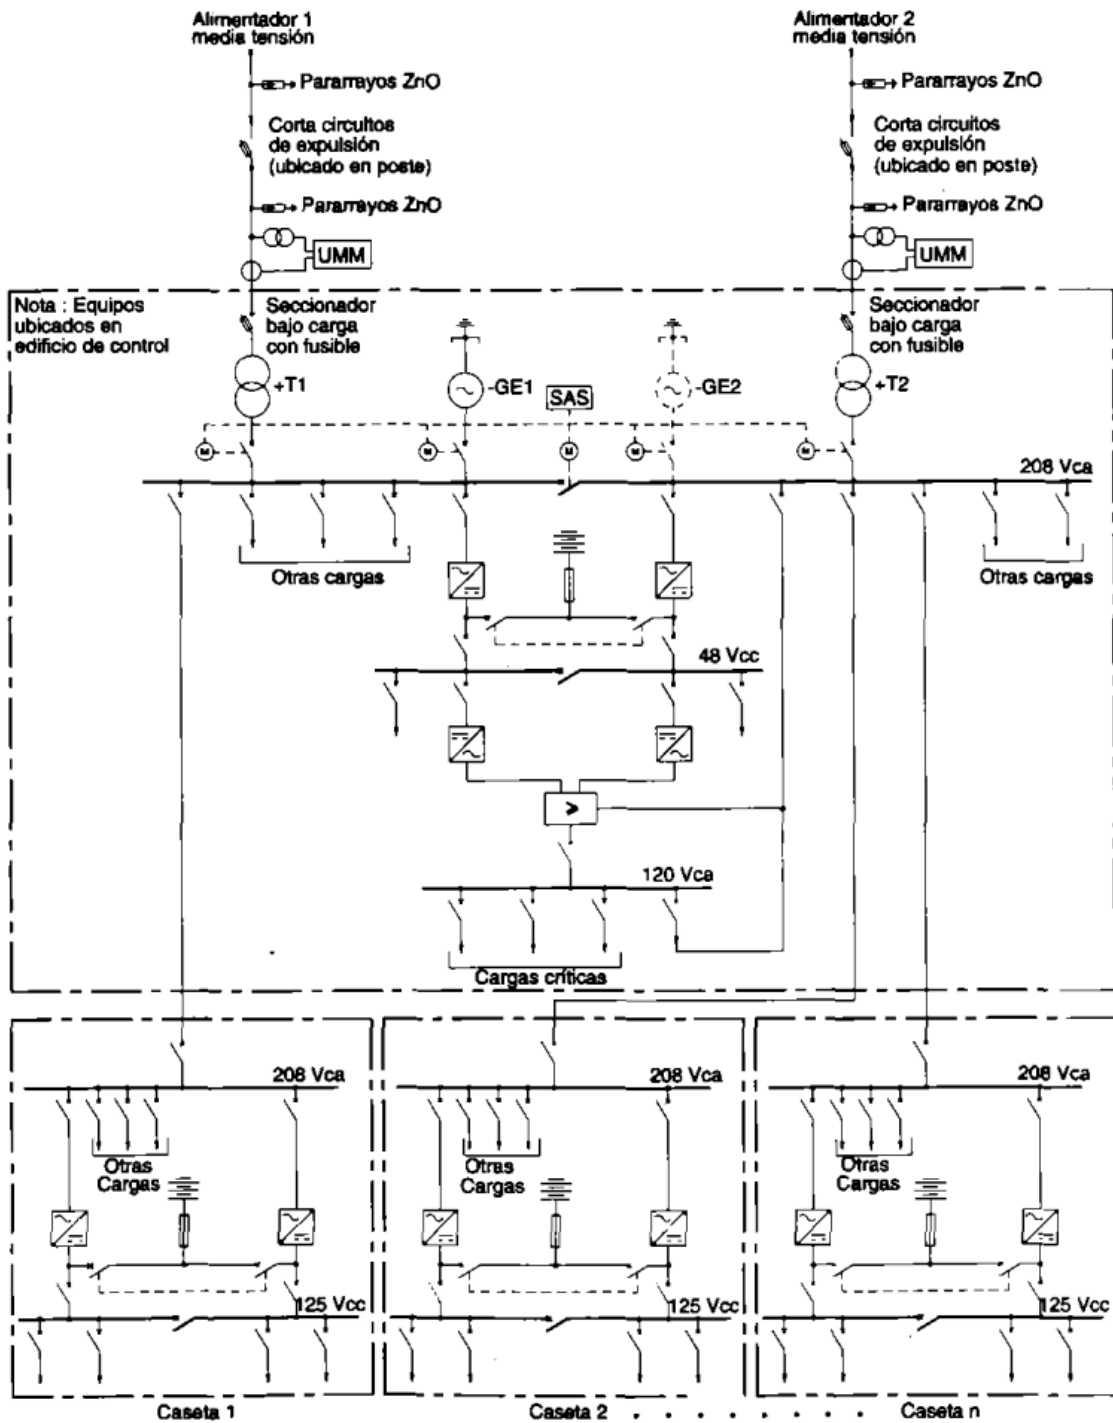 Alimentador 1
media tensión
Alimentador 2
media tensión
Pararrayos ZnO
Pararrayos ZnO
Corta circuitos
de expulsión
(ubicado en poste)
Corta circuitos
de expulsión
(ubicado en poste)
Pararrayos ZnO
Pararrayos ZnO
UMM
UMM
Nota : Equipos
ubicados en
edificio de control
Seccionador
bajo carga
con fusible
Seccionador
bajo carga
con fusible
+T1
-GE1
SAS
-GE2
+T2
M
M
M
M
M
208 Vca
Otras cargas
Otras cargas
48 Vcc
120 Vca
Cargas críticas
208 Vca
208 Vca
208 Vca
Otras
Cargas
Otras
Cargas
Otras
Cargas
125 Vcc
125 Vcc
125 Vcc
Caseta 1
Caseta 2 . . . . . . . . .
Caseta n